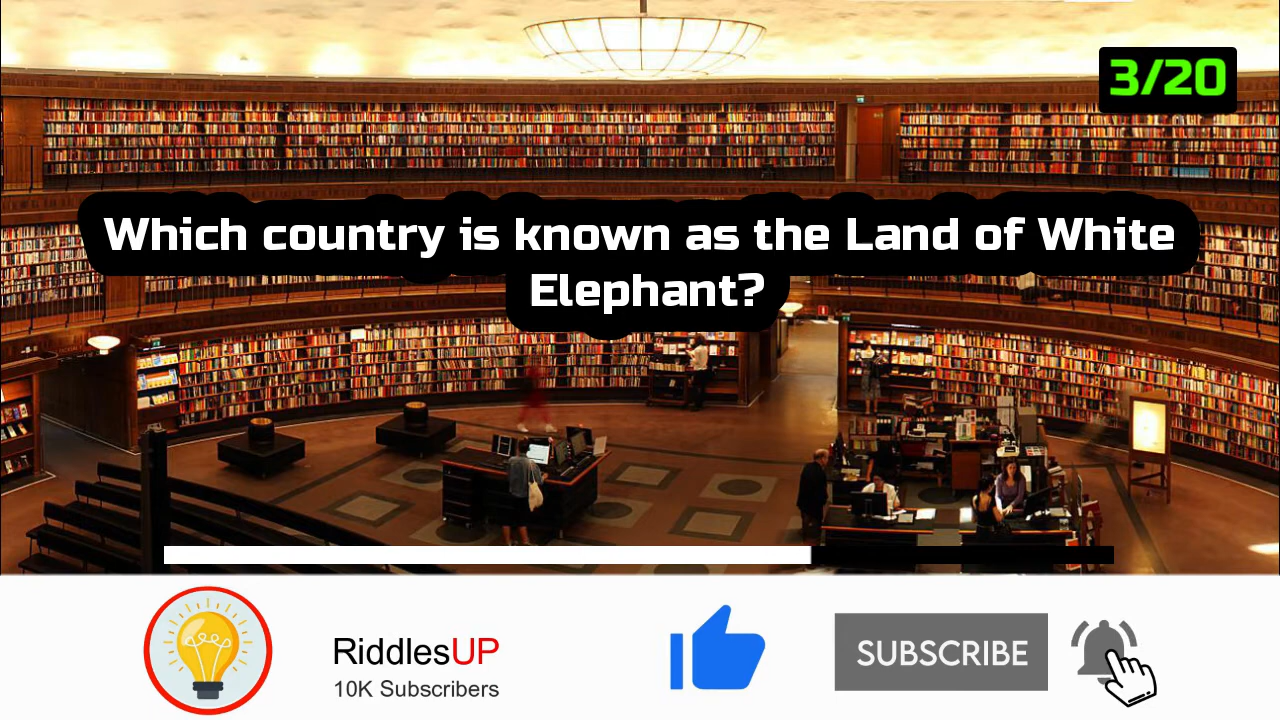 3/20
Which country is known as the Land of White
Elephant?
RiddlesUP
10K Subscribers
SUBSCRIBE